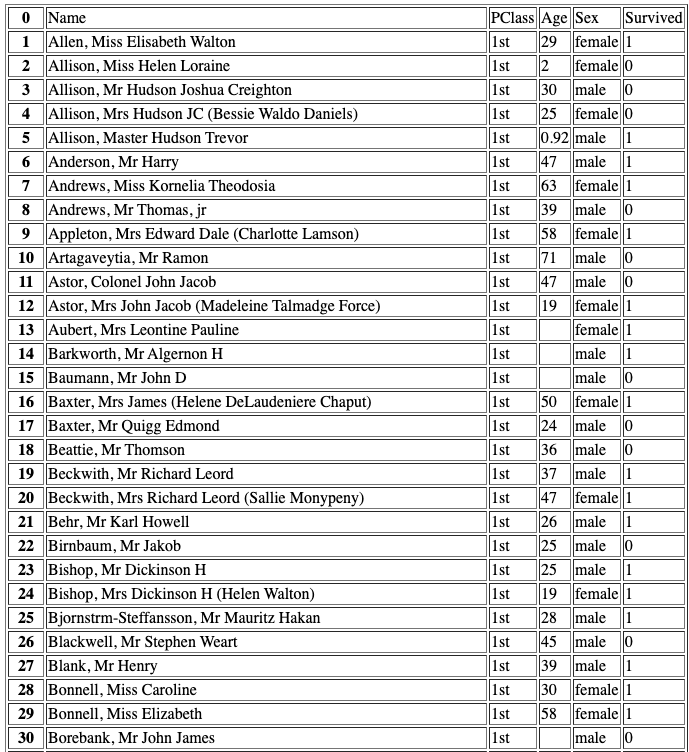 0 Name PClass Age Sex Survived
1 Allen, Miss Elisabeth Walton 1st 29 female 1
2 Allison, Miss Helen Loraine 1st 2 female 0
3 Allison, Mr Hudson Joshua Creighton 1st 30 male 0
4 Allison, Mrs Hudson JC (Bessie Waldo Daniels) 1st 25 female 0
5 Allison, Master Hudson Trevor 1st 0.92 male 1
6 Anderson, Mr Harry 1st 47 male 1
7 Andrews, Miss Kornelia Theodosia 1st 63 female 1
8 Andrews, Mr Thomas, jr 1st 39 male 0
9 Appleton, Mrs Edward Dale (Charlotte Lamson) 1st 58 female 1
10 Artagaveytia, Mr Ramon 1st 71 male 0
11 Astor, Colonel John Jacob 1st 47 male 0
12 Astor, Mrs John Jacob (Madeleine Talmadge Force) 1st 19 female 1
13 Aubert, Mrs Leontine Pauline 1st female 1
14 Barkworth, Mr Algernon H 1st male 1
15 Baumann, Mr John D 1st male 0
16 Baxter, Mrs James (Helene DeLaudeniere Chaput) 1st 50 female 1
17 Baxter, Mr Quigg Edmond 1st 24 male 0
18 Beattie, Mr Thomson 1st 36 male 0
19 Beckwith, Mr Richard Leord 1st 37 male 1
20 Beckwith, Mrs Richard Leord (Sallie Monypeny) 1st 47 female 1
21 Behr, Mr Karl Howell 1st 26 male 1
22 Birnbaum, Mr Jakob 1st 25 male 0
23 Bishop, Mr Dickinson H 1st 25 male 1
24 Bishop, Mrs Dickinson H (Helen Walton) 1st 19 female 1
25 Bjornstrm-Steffansson, Mr Mauritz Hakan 1st 28 male 1
26 Blackwell, Mr Stephen Weart 1st 45 male 0
27 Blank, Mr Henry 1st 39 male 1
28 Bonnell, Miss Caroline 1st 30 female 1
29 Bonnell, Miss Elizabeth 1st 58 female 1
30 Borebank, Mr John James 1st male 0